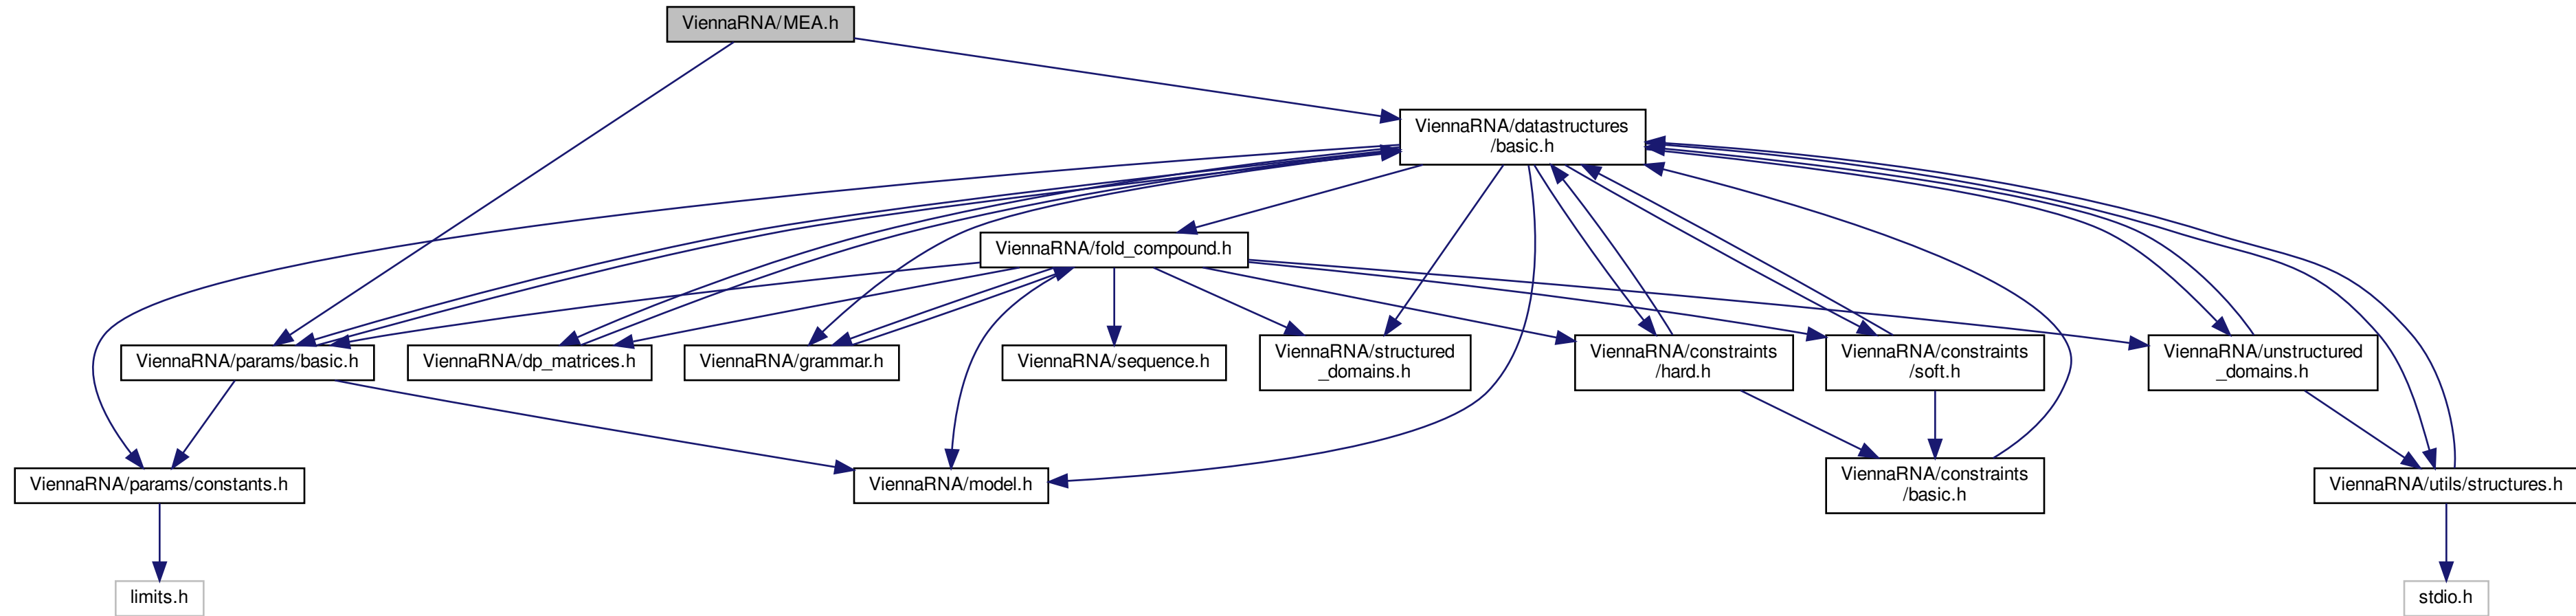 ViennaRNA/MEA.h
ViennaRNA/datastructures
/basic.h
ViennaRNA/fold_compound.h
ViennaRNA/params/basic.h
ViennaRNA/dp_matrices.h
ViennaRNA/grammar.h
ViennaRNA/sequence.h
ViennaRNA/structured
_domains.h
ViennaRNA/constraints
/hard.h
ViennaRNA/constraints
/soft.h
ViennaRNA/unstructured
_domains.h
ViennaRNA/params/constants.h
ViennaRNA/model.h
ViennaRNA/constraints
/basic.h
ViennaRNA/utils/structures.h
limits.h
stdio.h